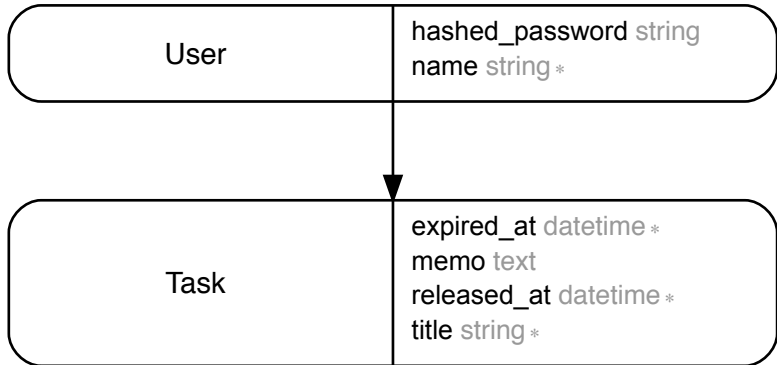 User
hashed_password string
name string *
Task
expired_at datetime *
memo text
released_at datetime *
title string *